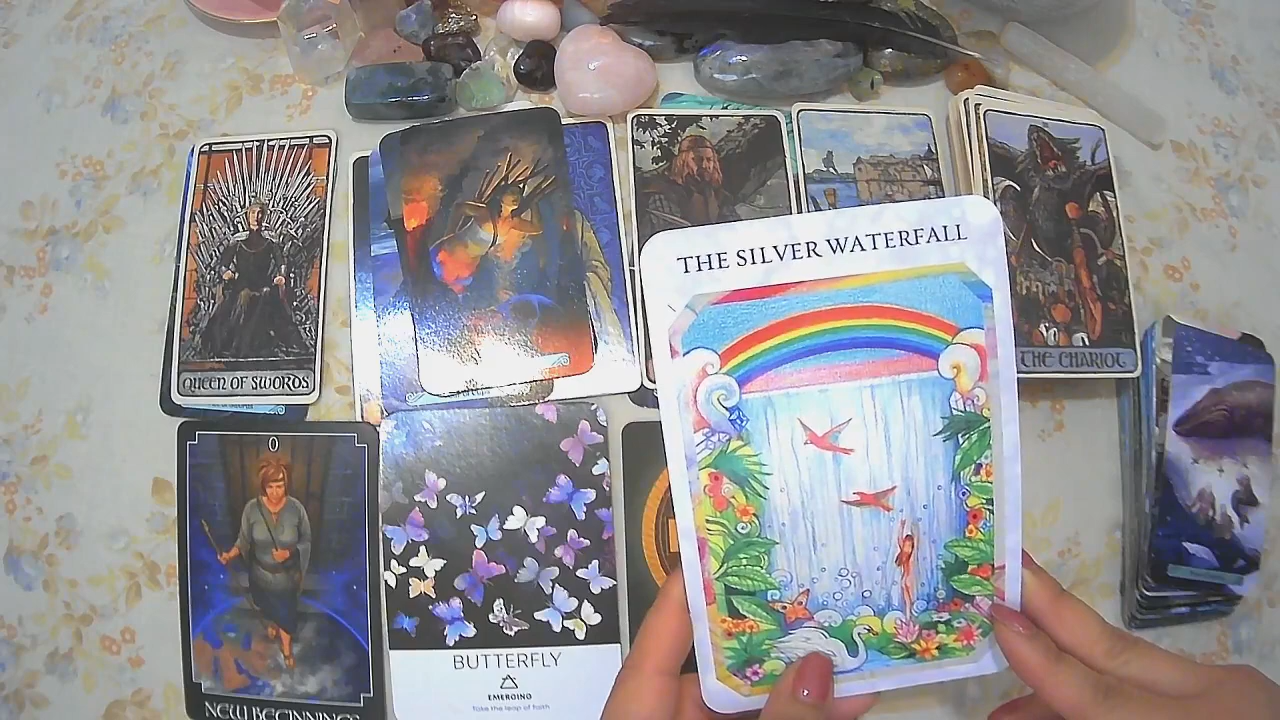 THE SILVER WATERFALL
QUEEN OF SWORDS
THE CHARIOT
0
NEW BEGINNINGS
BUTTERFLY
EMERGING
Take the leap of faith